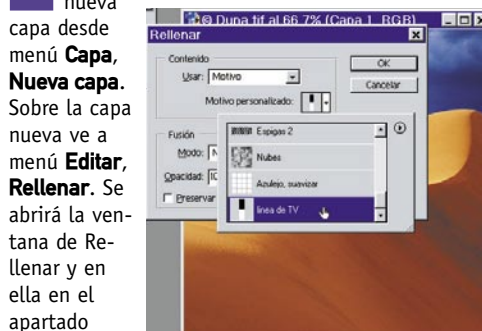 nueva
capa desde
menú Capa,
Nueva capa.
Sobre la capa
nueva ve a
menú Editar,
Rellenar. Se
abrirá la ven-
tana de Re-
llenar y en
ella en el
apartado
Duna tif al 66,7% (Capa 1, RGB)
Rellenar
Contenido
Usar: Motivo
Motivo personalizado:
OK
Cancelar
Fusión
Modo: N
Opacidad:
Preservar
Espigas 2
Nubes
Azulejo, suavizar
linea de TV